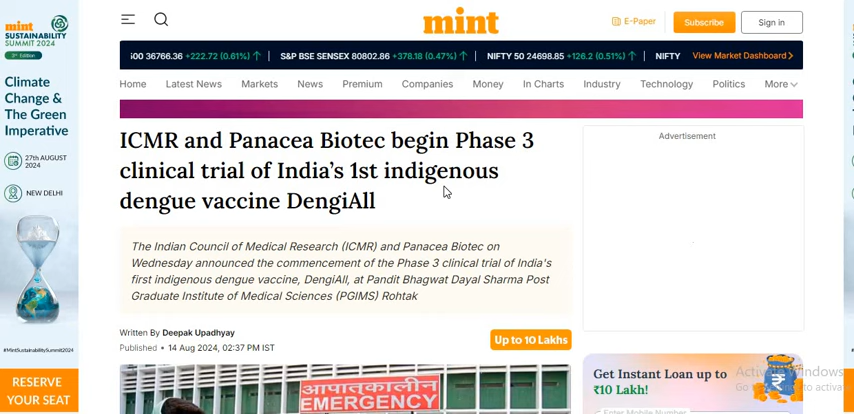 mint
SUSTAINABILITY
SUMMIT 2024
3rd Edition
Climate
Change &
The Green
Imperative
27th AUGUST
2024
NEW DELHI
#MintSustainabilitySummit2024
RESERVE
YOUR SEAT
mint
E-Paper
Subscribe
Sign in
500 36766.36 +222.72 (0.61%) ↑ | S&P BSE SENSEX 80802.86 +378.18 (0.47%) ↑ | NIFTY 50 24698.85 +126.2 (0.51%) ↑ | NIFTY View Market Dashboard >
Home Latest News Markets News Premium Companies Money In Charts Industry Technology Politics More
ICMR and Panacea Biotec begin Phase 3
clinical trial of India’s 1st indigenous
dengue vaccine DengiAll
The Indian Council of Medical Research (ICMR) and Panacea Biotec on
Wednesday announced the commencement of the Phase 3 clinical trial of India's
first indigenous dengue vaccine, DengiAll, at Pandit Bhagwat Dayal Sharma Post
Graduate Institute of Medical Sciences (PGIMS) Rohtak
Written By Deepak Upadhyay
Published • 14 Aug 2024, 02:37 PM IST
Up to 10 Lakhs
आपातकालीन
EMERGENCY
Advertisement
Get Instant Loan up to
₹10 Lakh!
Enter Mobile Number
Activate Windows